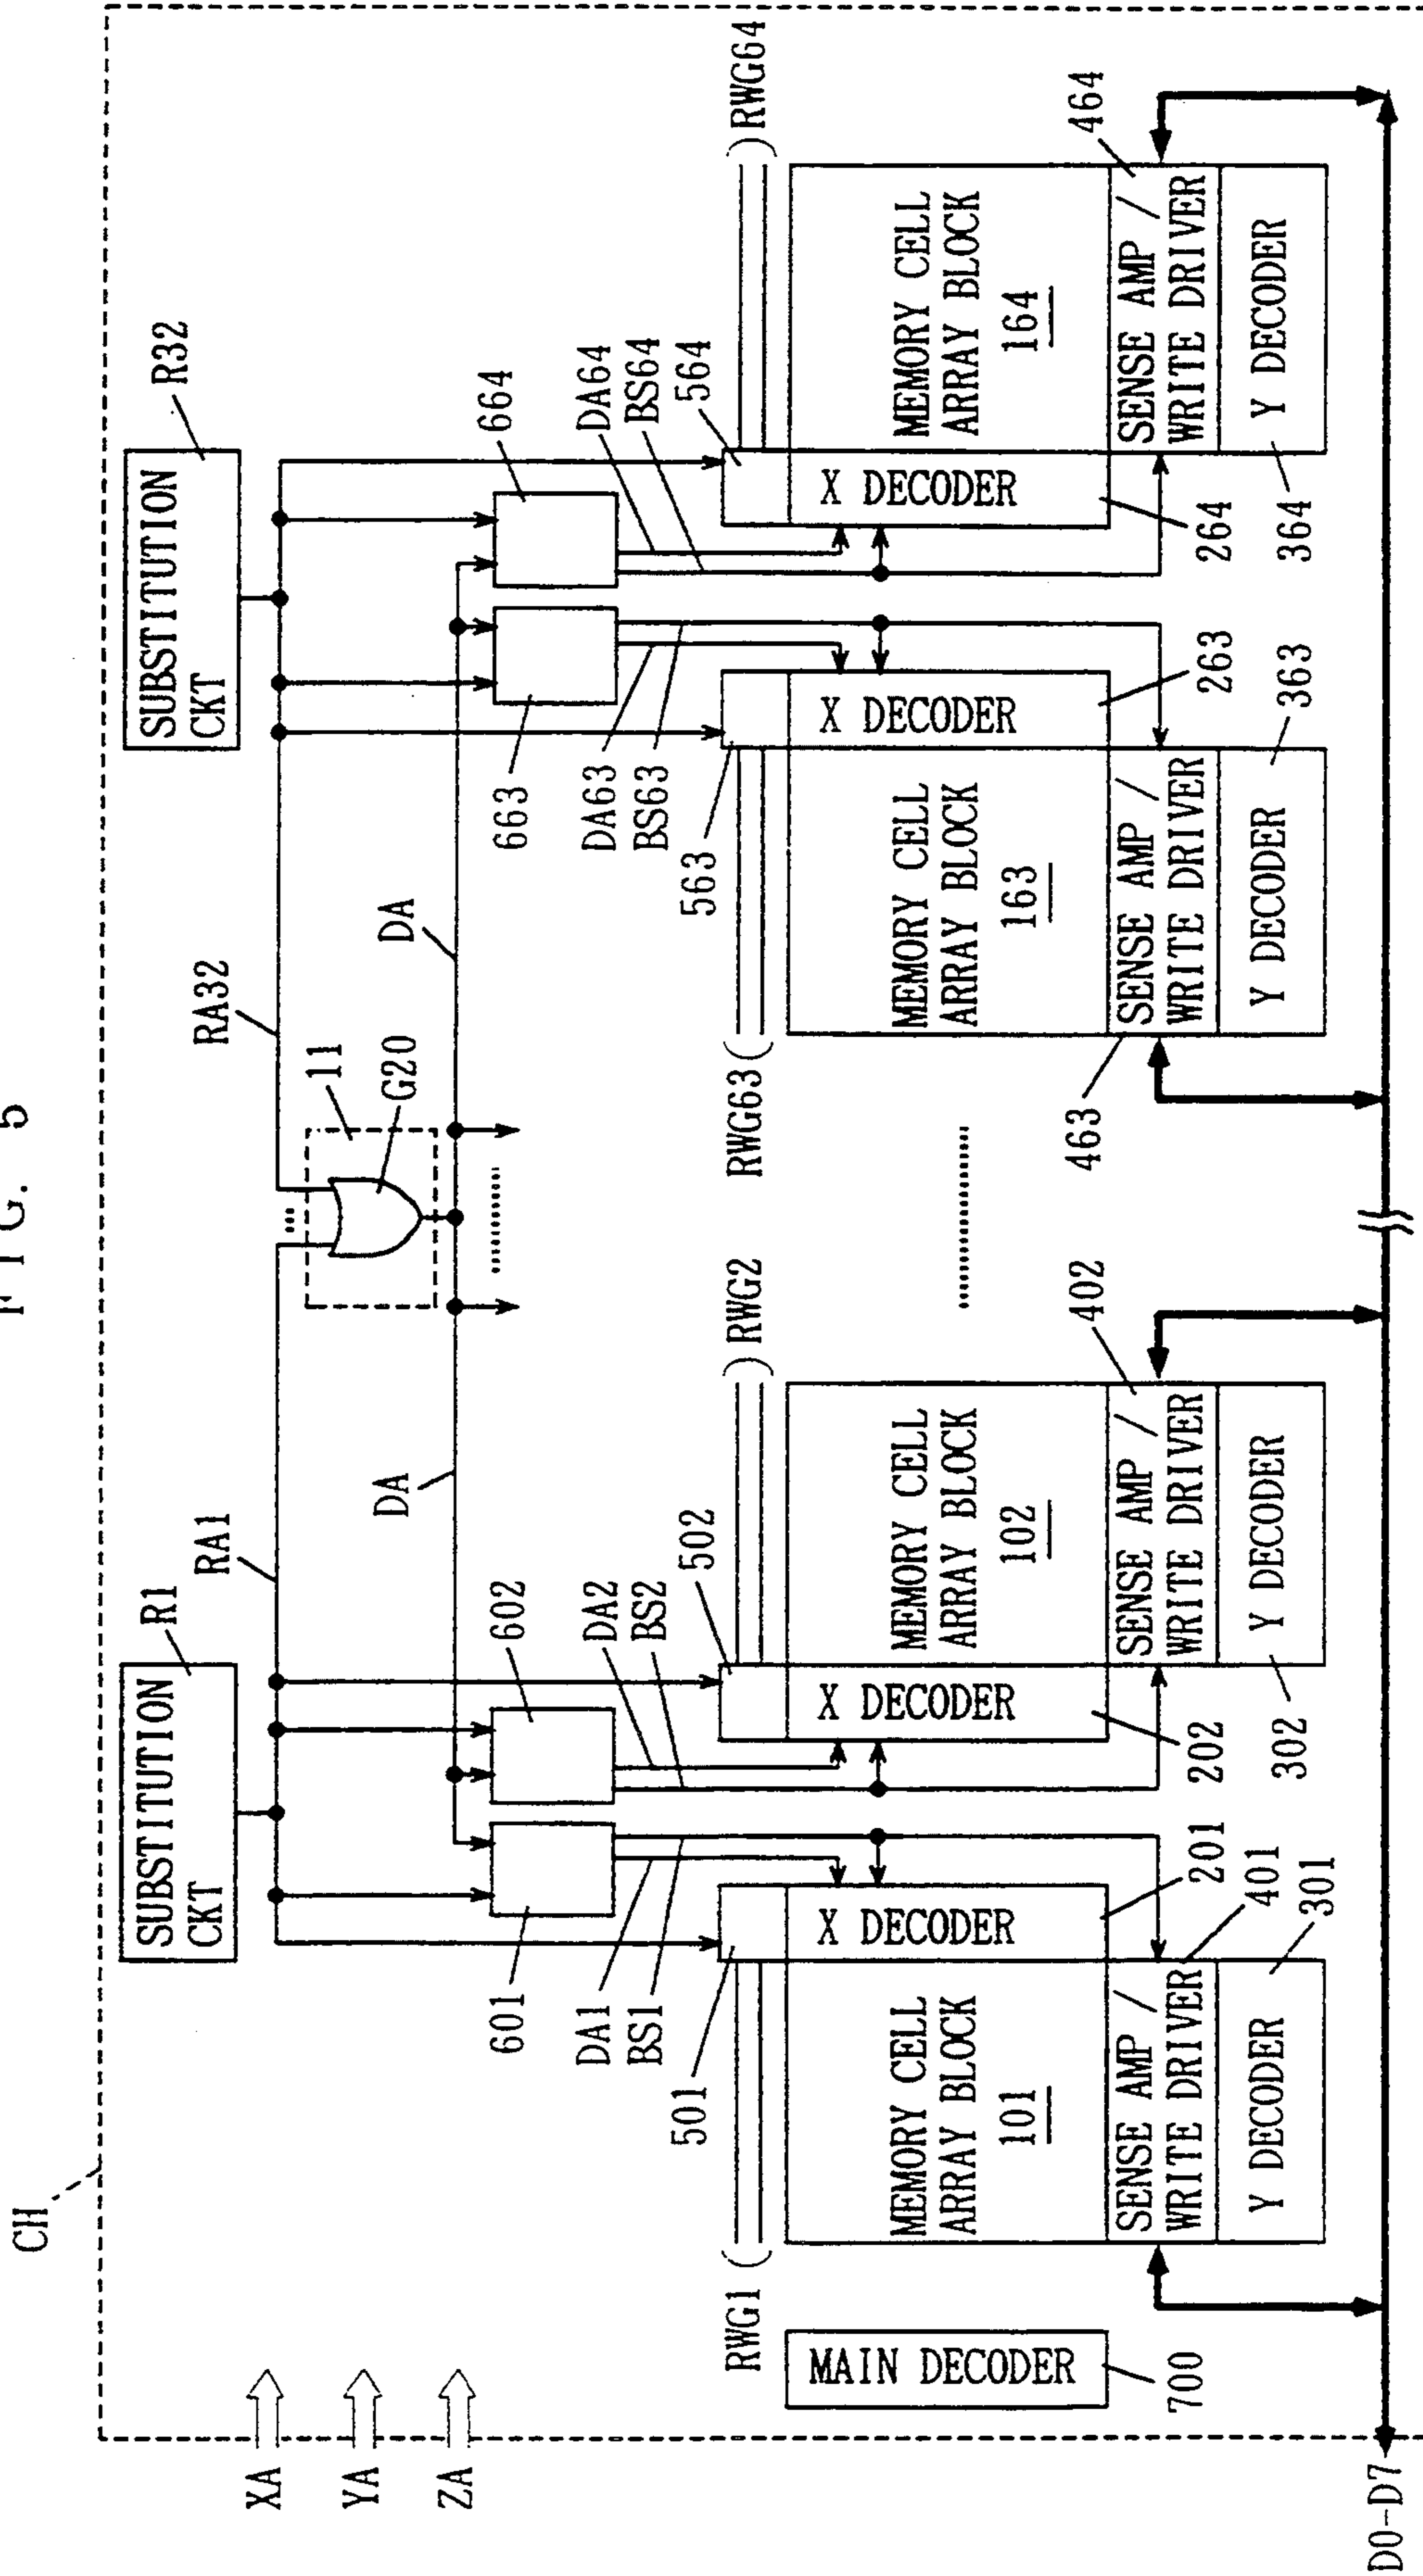 FIG. 5
CH
XA
YA
ZA
SUBSTITUTION
CKT
R1
RA1
11
G20
RA32
SUBSTITUTION
CKT
R32
DA
DA
601
602
663
664
DA1
BS1
DA2
BS2
DA63
BS63
DA64
BS64
501
502
563
564
RWG1
RWG2
RWG63
RWG64
MAIN DECODER
700
MEMORY CELL
ARRAY BLOCK
101
X DECODER
201
SENSE AMP /
WRITE DRIVER
401
Y DECODER
301
X DECODER
202
MEMORY CELL
ARRAY BLOCK
102
SENSE AMP /
WRITE DRIVER
402
Y DECODER
302
MEMORY CELL
ARRAY BLOCK
163
X DECODER
263
SENSE AMP /
WRITE DRIVER
463
Y DECODER
363
X DECODER
264
MEMORY CELL
ARRAY BLOCK
164
SENSE AMP /
WRITE DRIVER
464
Y DECODER
364
D0-D7